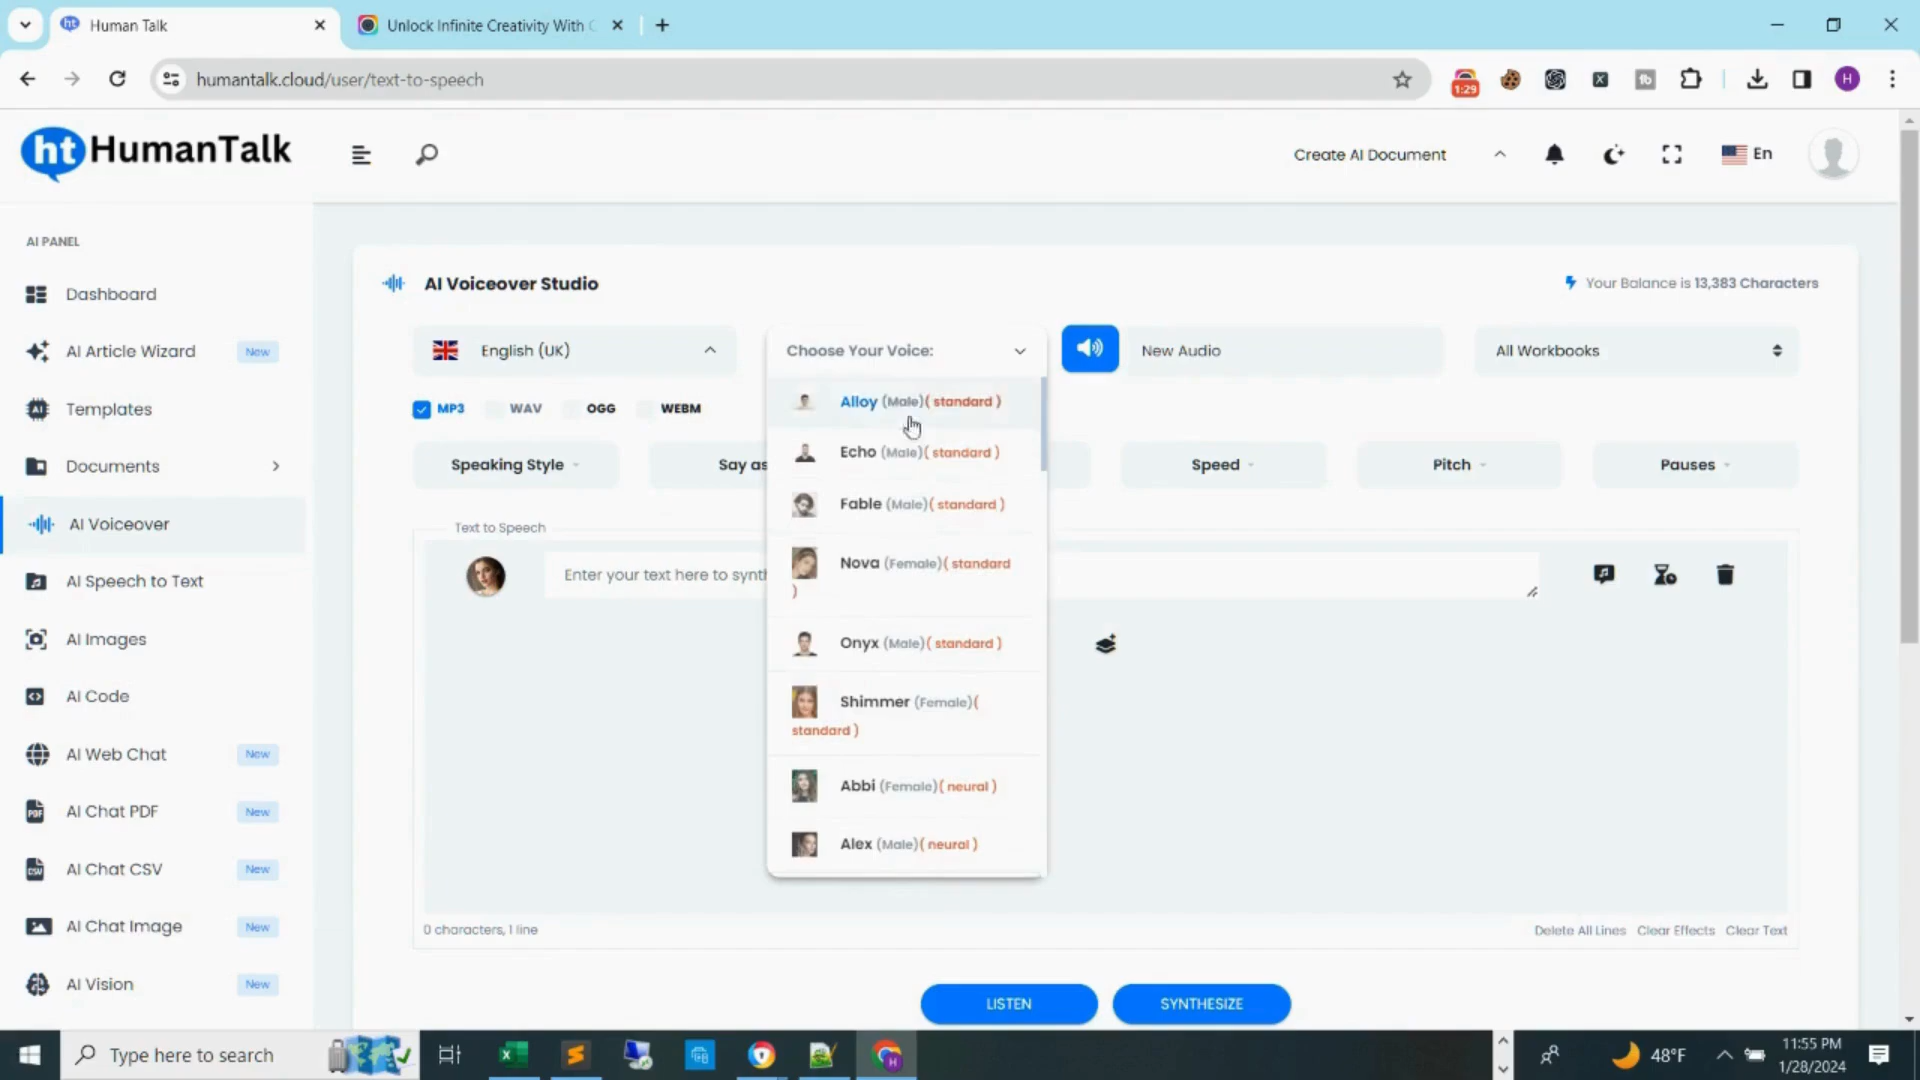 Human Talk
Unlock Infinite Creativity With
humantalk.cloud/user/text-to-speech
1:29
fb
H
ht HumanTalk
Create AI Document
En
AI PANEL
Dashboard
AI Article Wizard New
Templates
Documents
AI Voiceover
AI Speech to Text
AI Images
AI Code
AI Web Chat New
AI Chat PDF New
AI Chat CSV New
AI Chat Image New
AI Vision New
AI Voiceover Studio
Your Balance is 13,383 Characters
English (UK)
Choose Your Voice:
New Audio
All Workbooks
MP3 WAV OGG WEBM
Alloy (Male)( standard )
Echo (Male)( standard )
Fable (Male)( standard )
Nova (Female)( standard
)
Onyx (Male)( standard )
Shimmer (Female)(
standard )
Abbi (Female)( neural )
Alex (Male)( neural )
Speaking Style
Say as
Speed
Pitch
Pauses
Text to Speech
Enter your text here to synth
0 characters, 1 line
Delete All Lines Clear Effects Clear Text
LISTEN
SYNTHESIZE
Type here to search
48°F
11:55 PM
1/28/2024